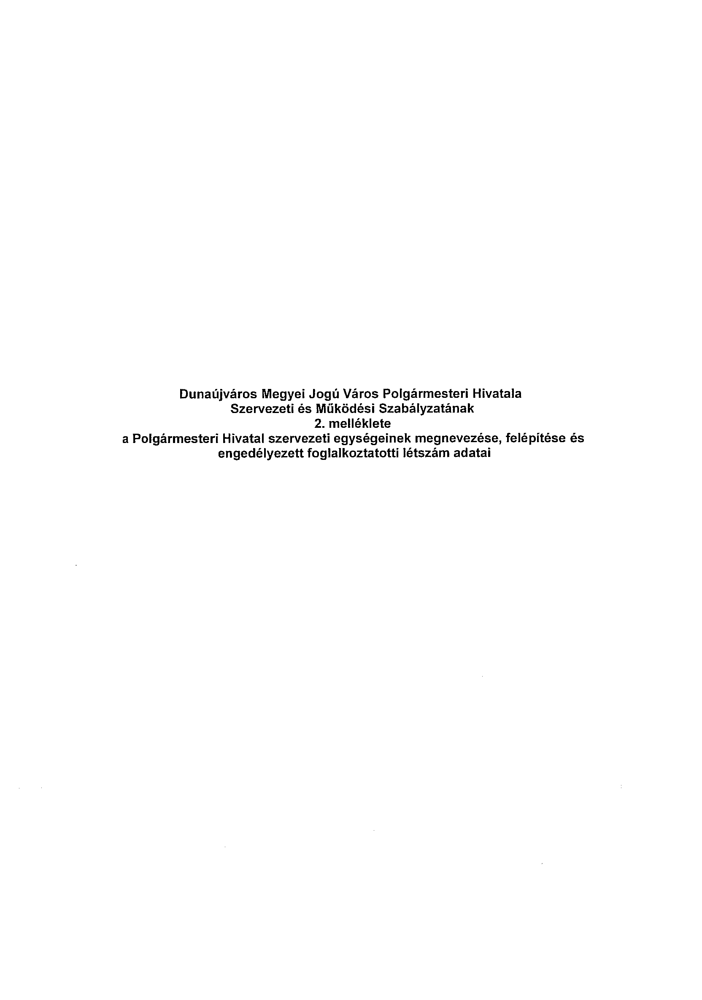 Dunaújváros Megyei Jogú Város Polgármesteri Hivatala
Szervezeti és Működési Szabályzatának
2. melléklete
a Polgármesteri Hivatal szervezeti egységeinek megnevezése, felépítése és
engedélyezett foglalkoztatotti létszám adatai